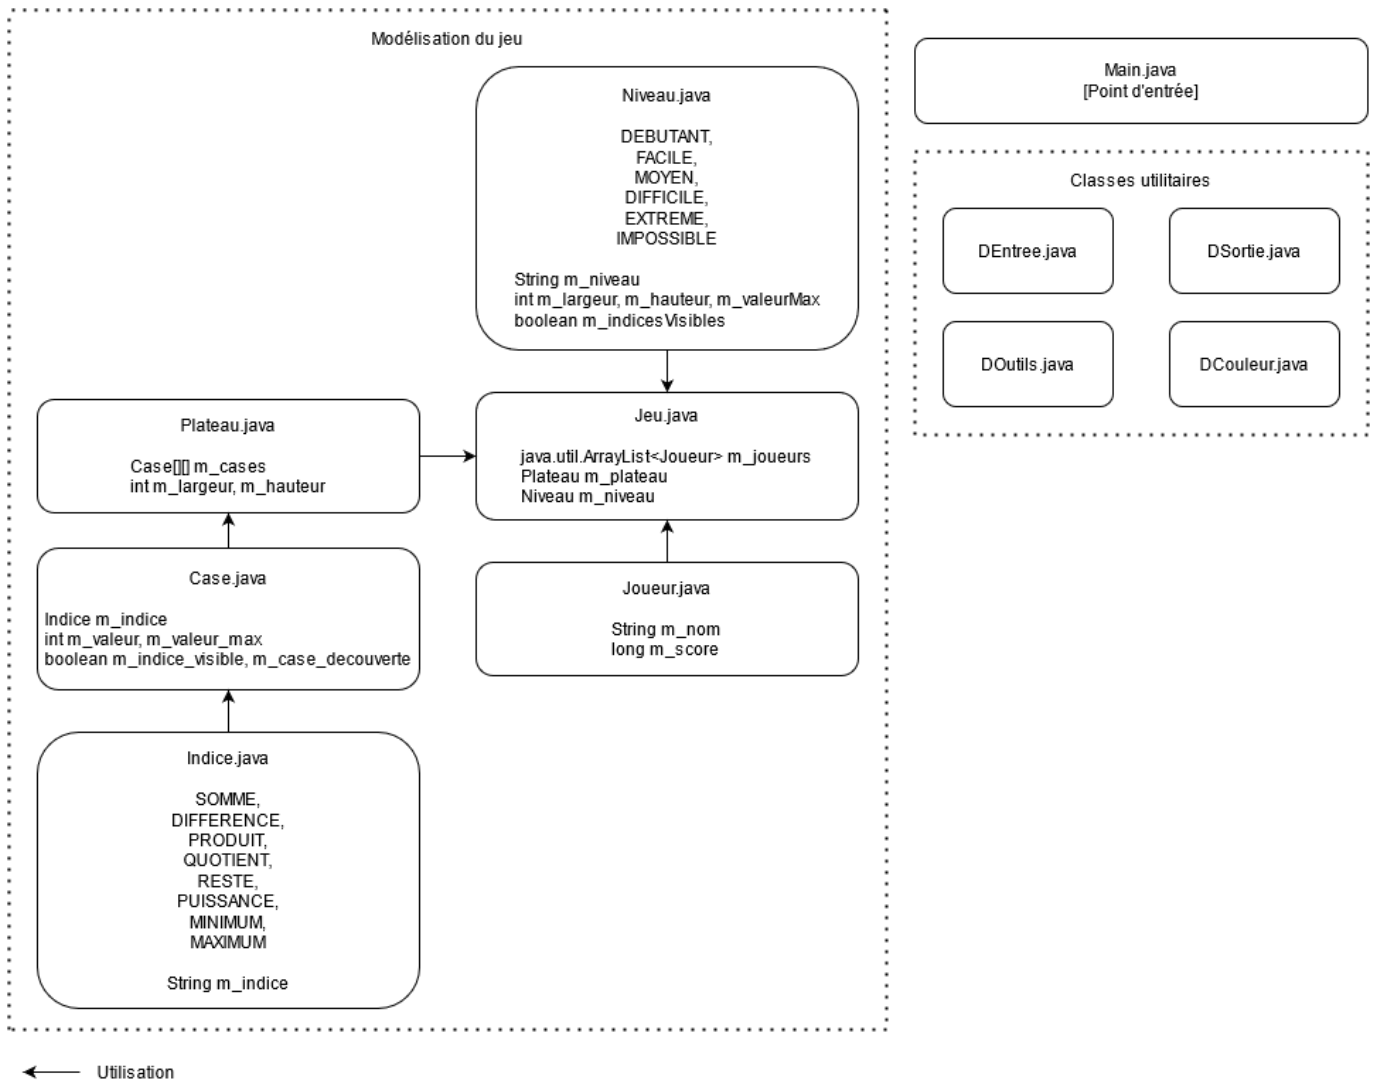 Modélisation du jeu
Niveau.java
DEBUTANT,
FACILE,
MOYEN,
DIFFICILE,
EXTREME,
IMPOSSIBLE
String m_niveau
int m_largeur, m_hauteur, m_valeurMax
boolean m_indicesVisibles
Plateau.java
Case[][] m_cases
int m_largeur, m_hauteur
Jeu.java
java.util.ArrayList<Joueur> m_joueurs
Plateau m_plateau
Niveau m_niveau
Case.java
Indice m_indice
int m_valeur, m_valeur_max
boolean m_indice_visible, m_case_decouverte
Joueur.java
String m_nom
long m_score
Indice.java
SOMME,
DIFFERENCE,
PRODUIT,
QUOTIENT,
RESTE,
PUISSANCE,
MINIMUM,
MAXIMUM
String m_indice
Utilisation
Main.java
[Point d'entrée]
Classes utilitaires
DEntree.java
DSortie.java
DOutils.java
DCouleur.java